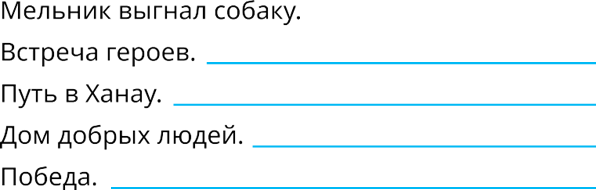 Мельник выгнал собаку.
Встреча героев.
Путь в Ханау.
Дом добрых людей.
Победа.